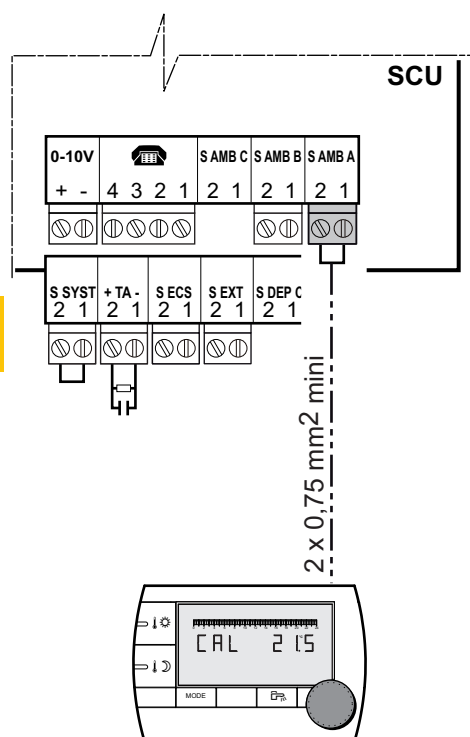 SCU
0-10V S AMB C S AMB B S AMB A
+ - 4 3 2 1 2 1 2 1 2 1
S SYST + TA - S ECS S EXT S DEP C
2 1 2 1 2 1 2 1 2 1
2 x 0,75 mm² mini
CAL 21.5°
MODE